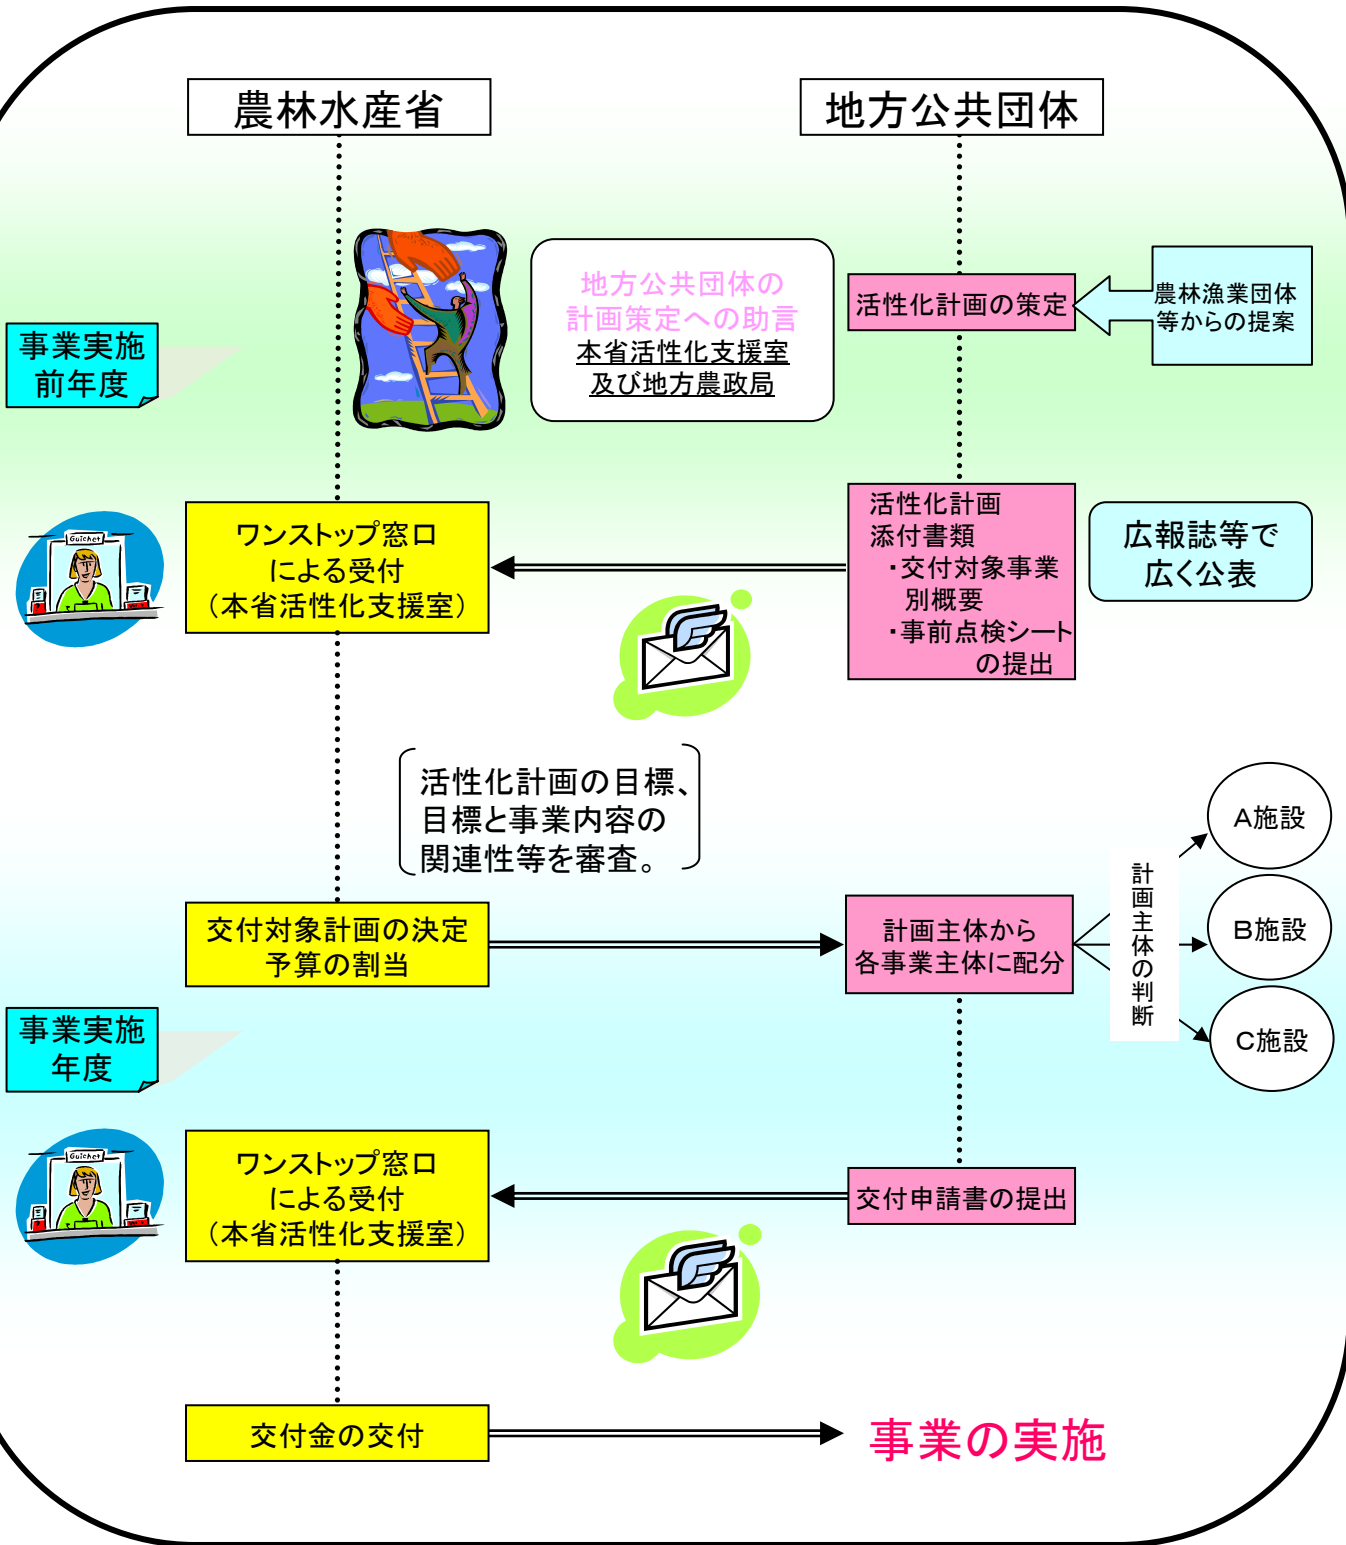 農林水産省
地方公共団体
地方公共団体の
計画策定への助言
本省活性化支援室
及び地方農政局
活性化計画の策定
農林漁業団体
等からの提案
事業実施
前年度
Guichet
ワンストップ窓口
による受付
（本省活性化支援室）
活性化計画
添付書類
・交付対象事業
別概要
・事前点検シート
の提出
広報誌等で
広く公表
活性化計画の目標、
目標と事業内容の
関連性等を審査。
交付対象計画の決定
予算の割当
計画主体から
各事業主体に配分
計画主体の判断
A施設
B施設
C施設
事業実施
年度
Guichet
ワンストップ窓口
による受付
（本省活性化支援室）
交付申請書の提出
交付金の交付
事業の実施